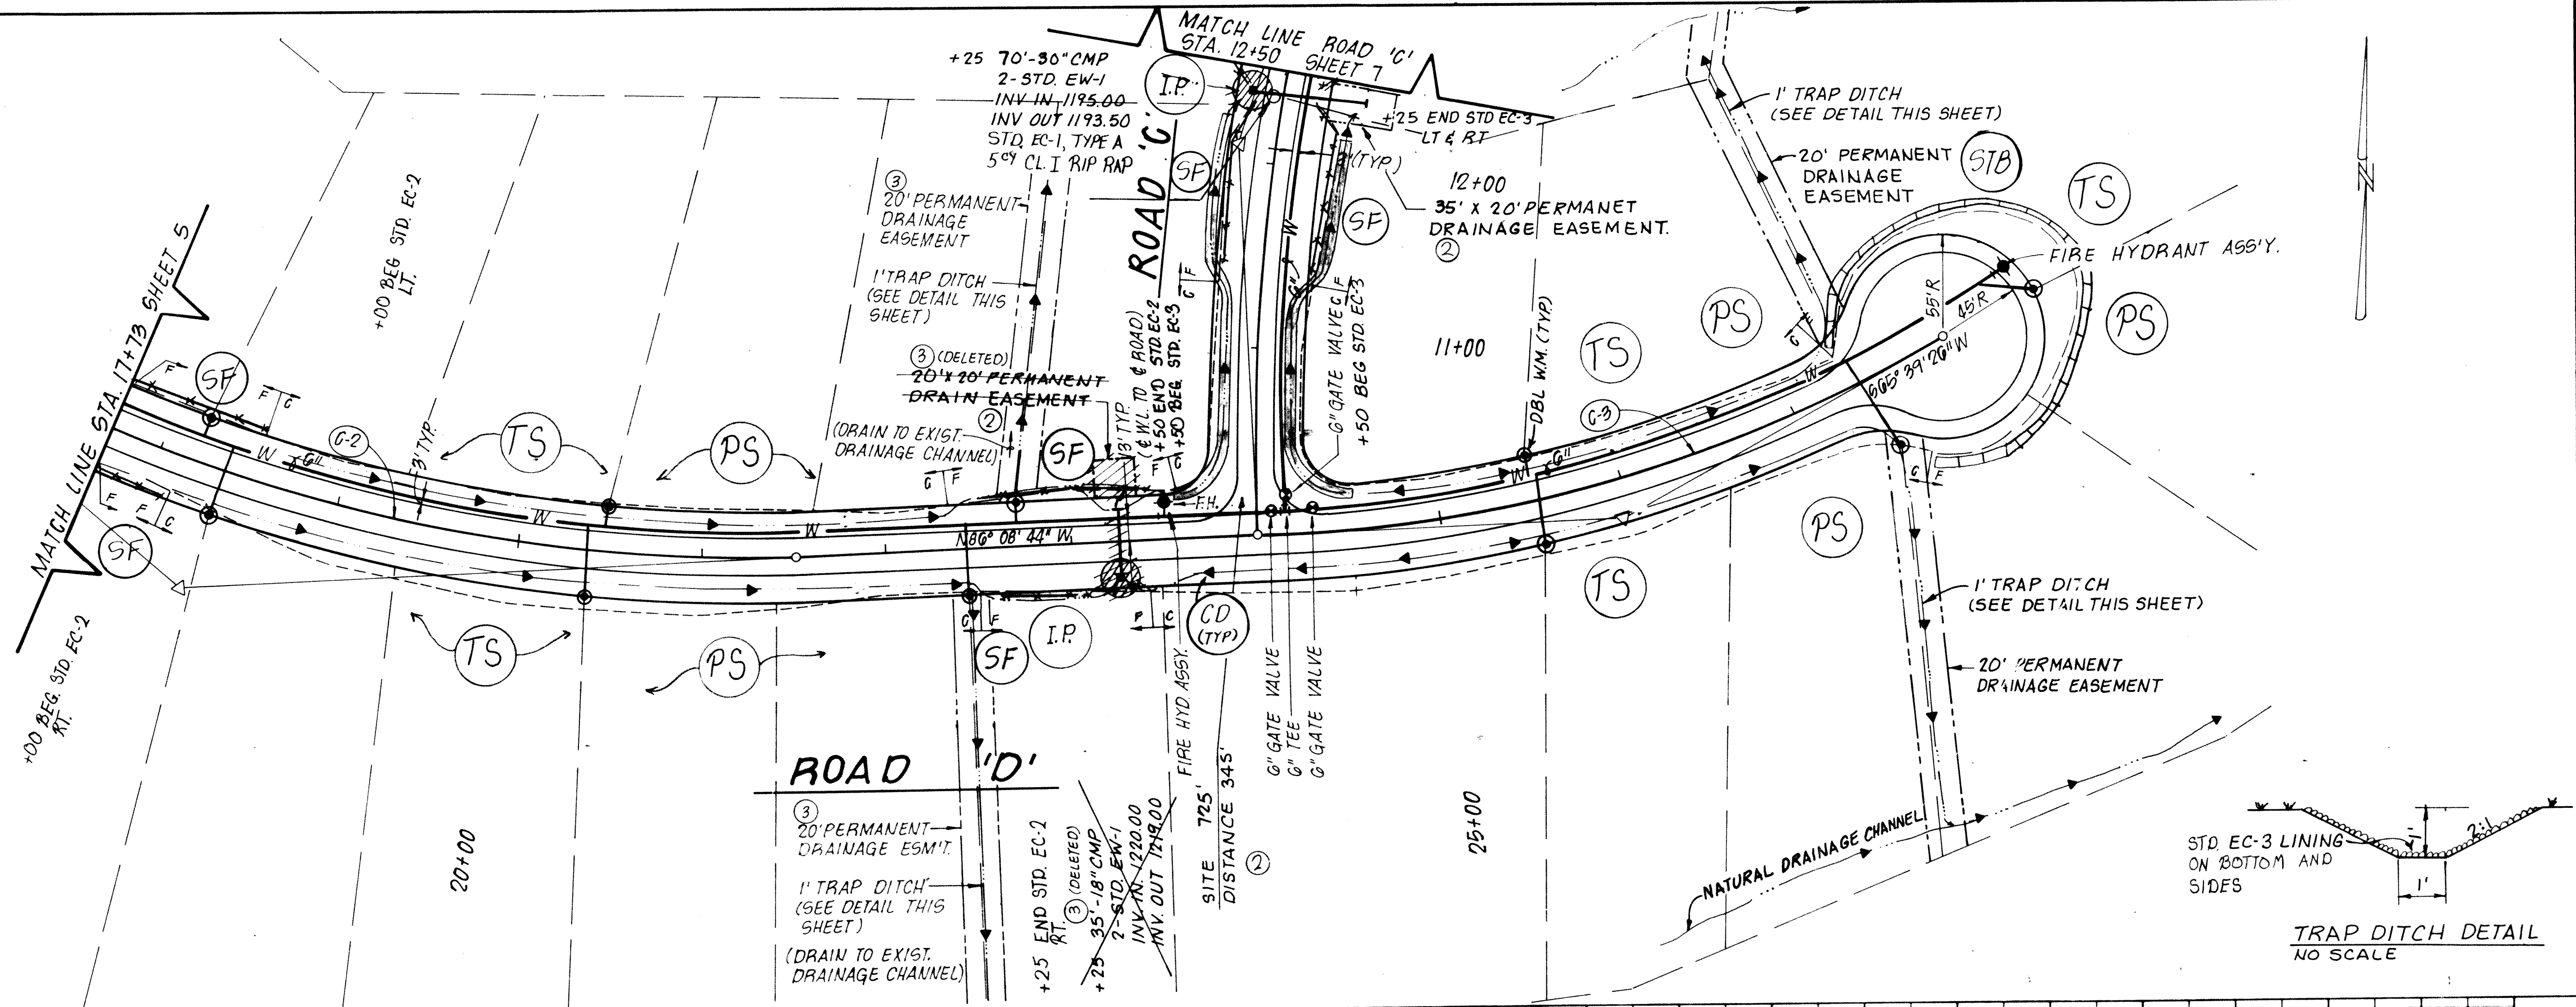 MATCH LINE ROAD 'C'
STA. 12+50 SHEET 7
+25 70'-30" CMP
2-STD. EW-1
INV IN 1195.00
INV OUT 1193.50
STD. EC-1, TYPE A
5 CY CL. I RIP RAP
I.P.
+25 END STD EC-3
LT & RT
(TYP.)
12+00
35' X 20' PERMANET
DRAINAGE EASEMENT.
②
SF
SF
ROAD 'C'
③
20' PERMANENT
DRAINAGE
EASEMENT
1' TRAP DITCH
(SEE DETAIL THIS
SHEET)
③ (DELETED)
20' X 20' PERMANENT
DRAIN EASEMENT
②
(DRAIN TO EXIST.
DRAINAGE CHANNEL)
3' TYP.
(℄ W.L. TO ℄ ROAD)
+50 END STD. EC-2
+50 BEG. STD. EC-3
6"
6" GATE VALVE
+50 BEG STD. EC-3
11+00
DBL W.M. (TYP)
1' TRAP DITCH
(SEE DETAIL THIS SHEET)
20' PERMANENT
DRAINAGE
EASEMENT
STB
TS
FIRE HYDRANT ASS'Y.
PS
PS
TS
55'R
45'R
S65° 39' 26" W
MATCH LINE STA. 17+73 SHEET 5
+00 BEG STD. EC-2
LT.
SF
C-2
3' TYP.
TS
PS
SF
W
6"
W
W
N86° 08' 44" W
F.H.
W
6"
W
W
C-3
SF
+00 BEG. STD. EC-2
RT.
TS
PS
SF
I.P.
CD
(TYP)
TS
PS
FIRE HYD. ASSY.
6" GATE VALVE
6" TEE
6" GATE VALVE
SITE 725'
DISTANCE 345'
②
ROAD 'D'
③
20' PERMANENT
DRAINAGE ESM'T.
1' TRAP DITCH
(SEE DETAIL THIS
SHEET)
(DRAIN TO EXIST.
DRAINAGE CHANNEL)
+25 END STD. EC-2
RT.
③ (DELETED)
+25 35'-18" CMP
2-STD. EW-1
INV. IN. 1220.00
INV. OUT 1219.00
20+00
25+00
1' TRAP DITCH
(SEE DETAIL THIS SHEET)
20' PERMANENT
DRAINAGE EASEMENT
NATURAL DRAINAGE CHANNEL
STD. EC-3 LINING
ON BOTTOM AND
SIDES
1'
2:1
1'
TRAP DITCH DETAIL
NO SCALE
N